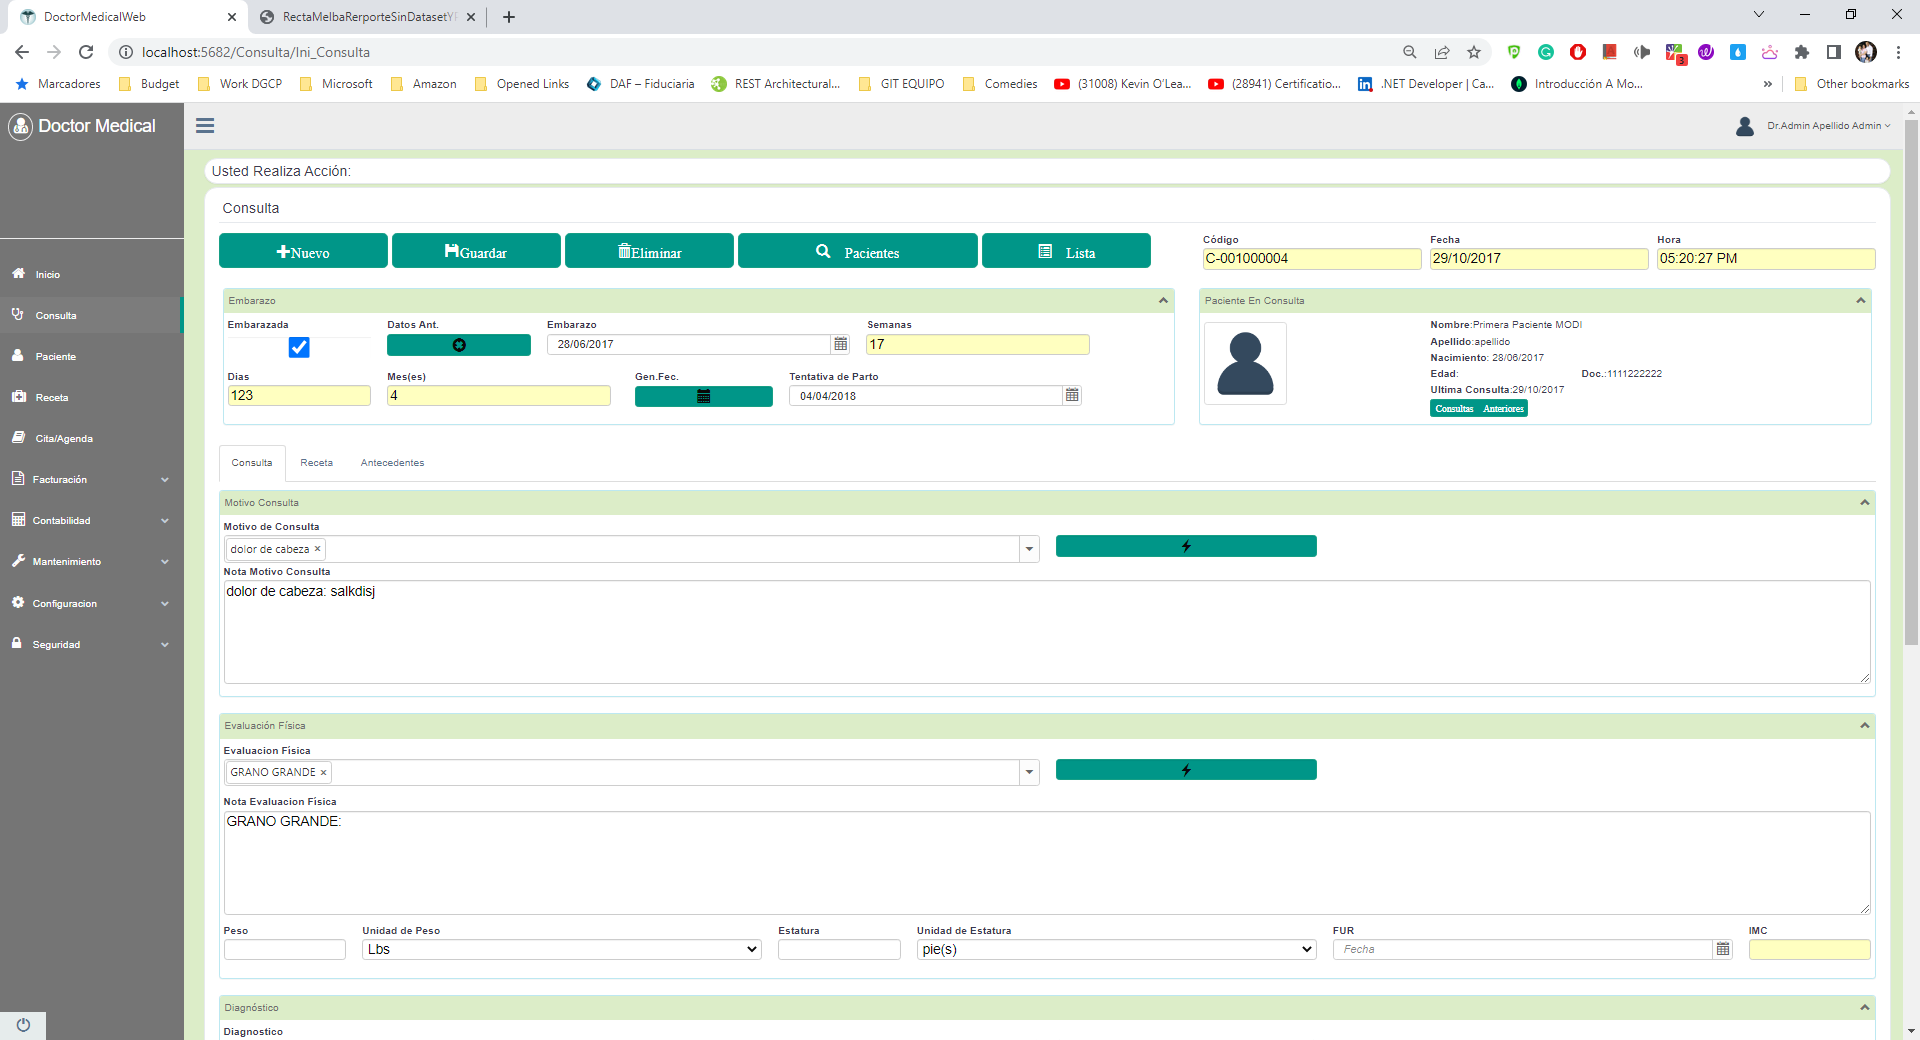 DoctorMedicalWeb
RectaMelbaRerporteSinDatasetYF
localhost:5682/Consulta/Ini_Consulta
3
Marcadores
Budget
Work DGCP
Microsoft
Amazon
Opened Links
DAF – Fiduciaria
REST Architectural...
GIT EQUIPO
Comedies
(31008) Kevin O'Lea...
(28941) Certificatio...
.NET Developer | Ca...
Introducción A Mo...
»
Other bookmarks
Doctor Medical
Dr.Admin Apellido Admin
Inicio
Consulta
Paciente
Receta
Cita/Agenda
Facturación
Contabilidad
Mantenimiento
Configuracion
Seguridad
Usted Realiza Acción:
Consulta
Nuevo
Guardar
Eliminar
Pacientes
Lista
Código
C-001000004
Fecha
29/10/2017
Hora
05:20:27 PM
Embarazo
Embarazada
Datos Ant.
Embarazo
28/06/2017
Semanas
17
Dias
123
Mes(es)
4
Gen.Fec.
Tentativa de Parto
04/04/2018
Paciente En Consulta
Nombre:Primera Paciente MODI
Apellido:apellido
Nacimiento: 28/06/2017
Edad:
Doc.:1111222222
Ultima Consulta:29/10/2017
Consultas Anteriores
Consulta
Receta
Antecedentes
Motivo Consulta
Motivo de Consulta
dolor de cabeza ×
Nota Motivo Consulta
dolor de cabeza: salkdisj
Evaluación Física
Evaluacion Física
GRANO GRANDE ×
Nota Evaluacion Física
GRANO GRANDE:
Peso
Unidad de Peso
Lbs
Estatura
Unidad de Estatura
pie(s)
FUR
Fecha
IMC
Diagnóstico
Diagnostico